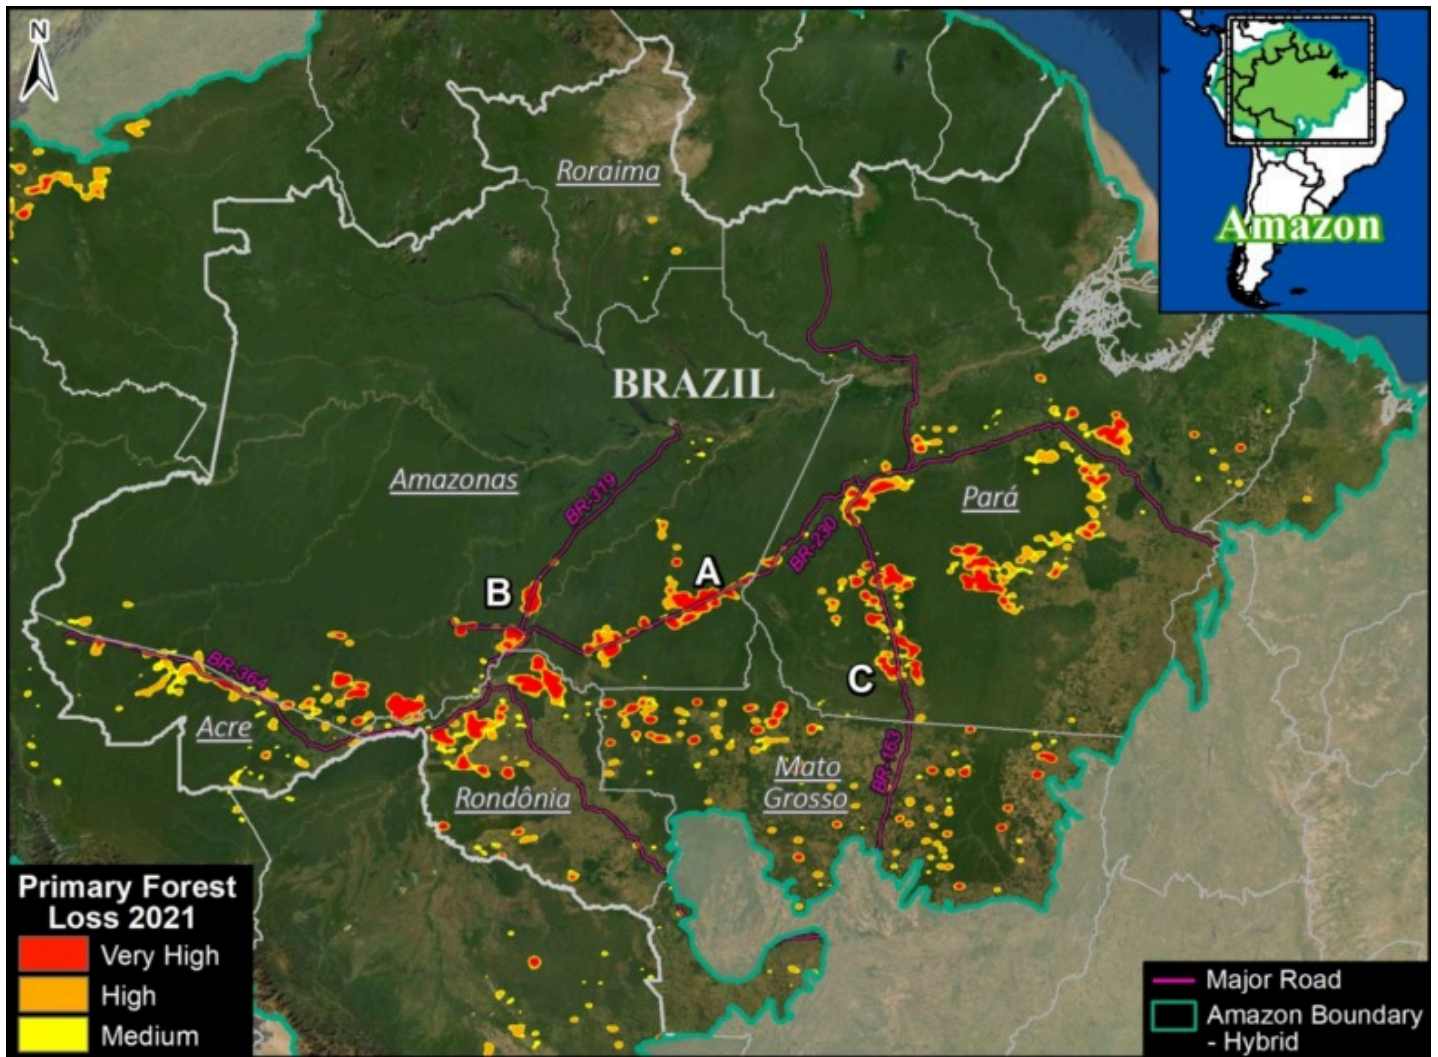 N
Roraima
Amazon
BRAZIL
Amazonas
BR-319
Pará
BR-230
A
B
BR-364
C
Acre
BR-163
Mato
Grosso
Rondônia
Primary Forest
Loss 2021
Very High
High
Medium
Major Road
Amazon Boundary
- Hybrid